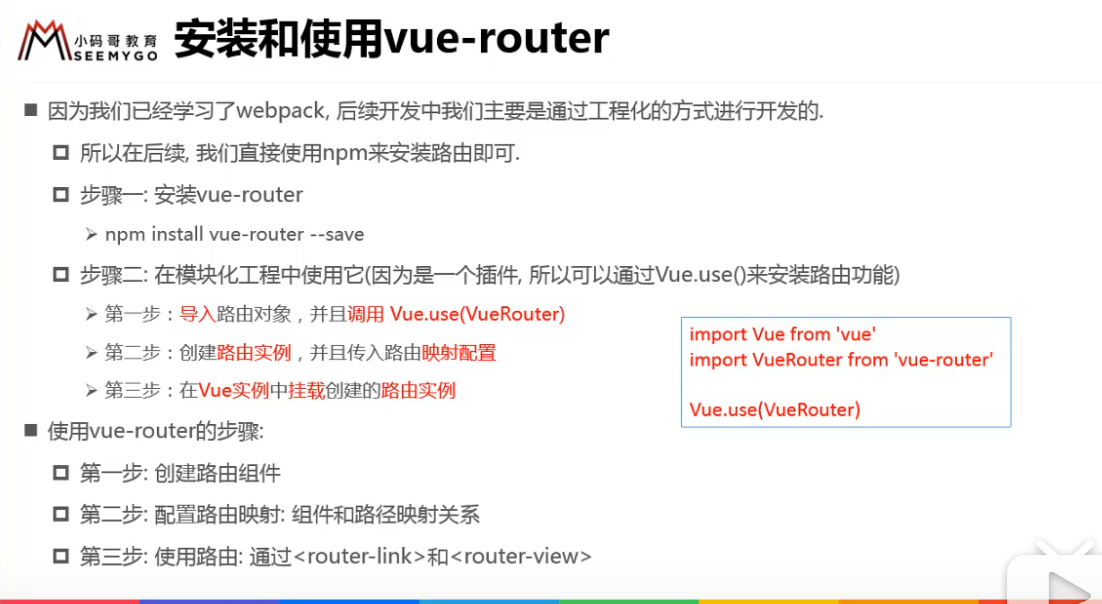 小码哥教育
SEEMYGO
安装和使用vue-router
因为我们已经学习了webpack, 后续开发中我们主要是通过工程化的方式进行开发的.
所以在后续, 我们直接使用npm来安装路由即可.
步骤一: 安装vue-router
npm install vue-router --save
步骤二: 在模块化工程中使用它(因为是一个插件, 所以可以通过Vue.use()来安装路由功能)
第一步：导入路由对象，并且调用 Vue.use(VueRouter)
第二步：创建路由实例，并且传入路由映射配置
第三步：在Vue实例中挂载创建的路由实例
import Vue from 'vue'
import VueRouter from 'vue-router'
Vue.use(VueRouter)
使用vue-router的步骤:
第一步: 创建路由组件
第二步: 配置路由映射: 组件和路径映射关系
第三步: 使用路由: 通过<router-link>和<router-view>